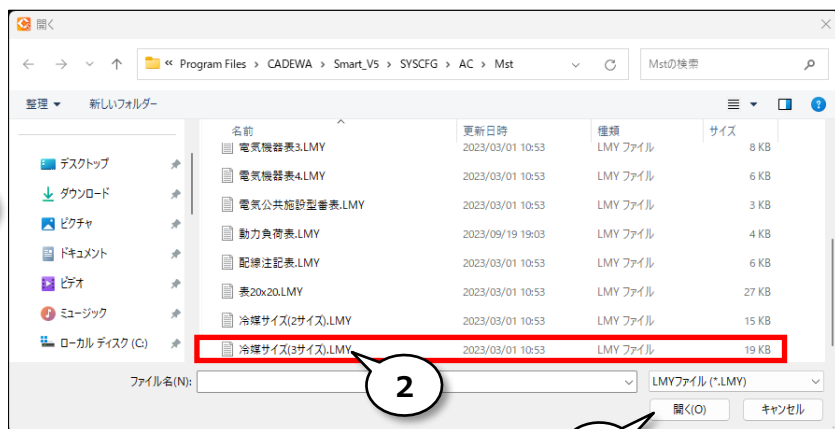 開く
« Program Files › CADEWA › Smart_V5 › SYSCFG › AC › Mst
Mstの検索
整理 新しいフォルダー
名前 更新日時 種類 サイズ
電気機器表3.LMY 2023/03/01 10:53 LMY ファイル 8 KB
電気機器表4.LMY 2023/03/01 10:53 LMY ファイル 6 KB
電気公共施設型番表.LMY 2023/03/01 10:53 LMY ファイル 3 KB
動力負荷表.LMY 2023/09/19 19:03 LMY ファイル 4 KB
配線注記表.LMY 2023/03/01 10:53 LMY ファイル 6 KB
表20x20.LMY 2023/03/01 10:53 LMY ファイル 27 KB
冷媒サイズ(2サイズ).LMY 2023/03/01 10:53 LMY ファイル 15 KB
冷媒サイズ(3サイズ).LMY 2023/03/01 10:53 LMY ファイル 19 KB
デスクトップ
ダウンロード
ピクチャ
ドキュメント
ビデオ
ミュージック
ローカル ディスク (C:)
2
ファイル名(N):
LMYファイル (*.LMY)
開く(O) キャンセル